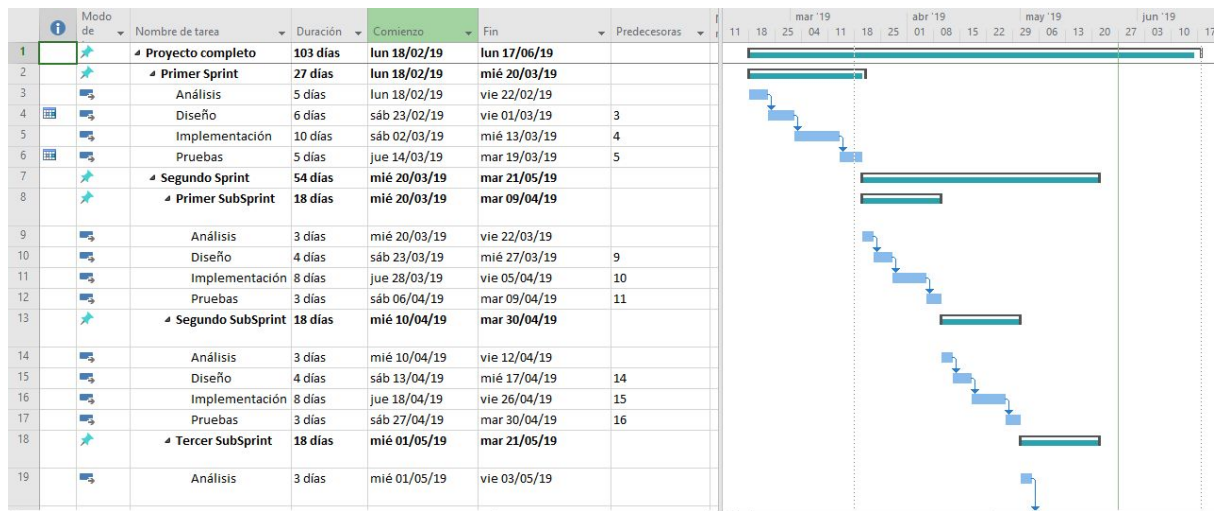 Modo de Nombre de tarea Duración Comienzo Fin Predecesoras
mar '19 abr '19 may '19 jun '19
11 18 25 04 11 18 25 01 08 15 22 29 06 13 20 27 03 10 17
1 Proyecto completo 103 días lun 18/02/19 lun 17/06/19
2 Primer Sprint 27 días lun 18/02/19 mié 20/03/19
3 Análisis 5 días lun 18/02/19 vie 22/02/19
4 Diseño 6 días sáb 23/02/19 vie 01/03/19 3
5 Implementación 10 días sáb 02/03/19 mié 13/03/19 4
6 Pruebas 5 días jue 14/03/19 mar 19/03/19 5
7 Segundo Sprint 54 días mié 20/03/19 mar 21/05/19
8 Primer SubSprint 18 días mié 20/03/19 mar 09/04/19
9 Análisis 3 días mié 20/03/19 vie 22/03/19
10 Diseño 4 días sáb 23/03/19 mié 27/03/19 9
11 Implementación 8 días jue 28/03/19 vie 05/04/19 10
12 Pruebas 3 días sáb 06/04/19 mar 09/04/19 11
13 Segundo SubSprint 18 días mié 10/04/19 mar 30/04/19
14 Análisis 3 días mié 10/04/19 vie 12/04/19
15 Diseño 4 días sáb 13/04/19 mié 17/04/19 14
16 Implementación 8 días jue 18/04/19 vie 26/04/19 15
17 Pruebas 3 días sáb 27/04/19 mar 30/04/19 16
18 Tercer SubSprint 18 días mié 01/05/19 mar 21/05/19
19 Análisis 3 días mié 01/05/19 vie 03/05/19